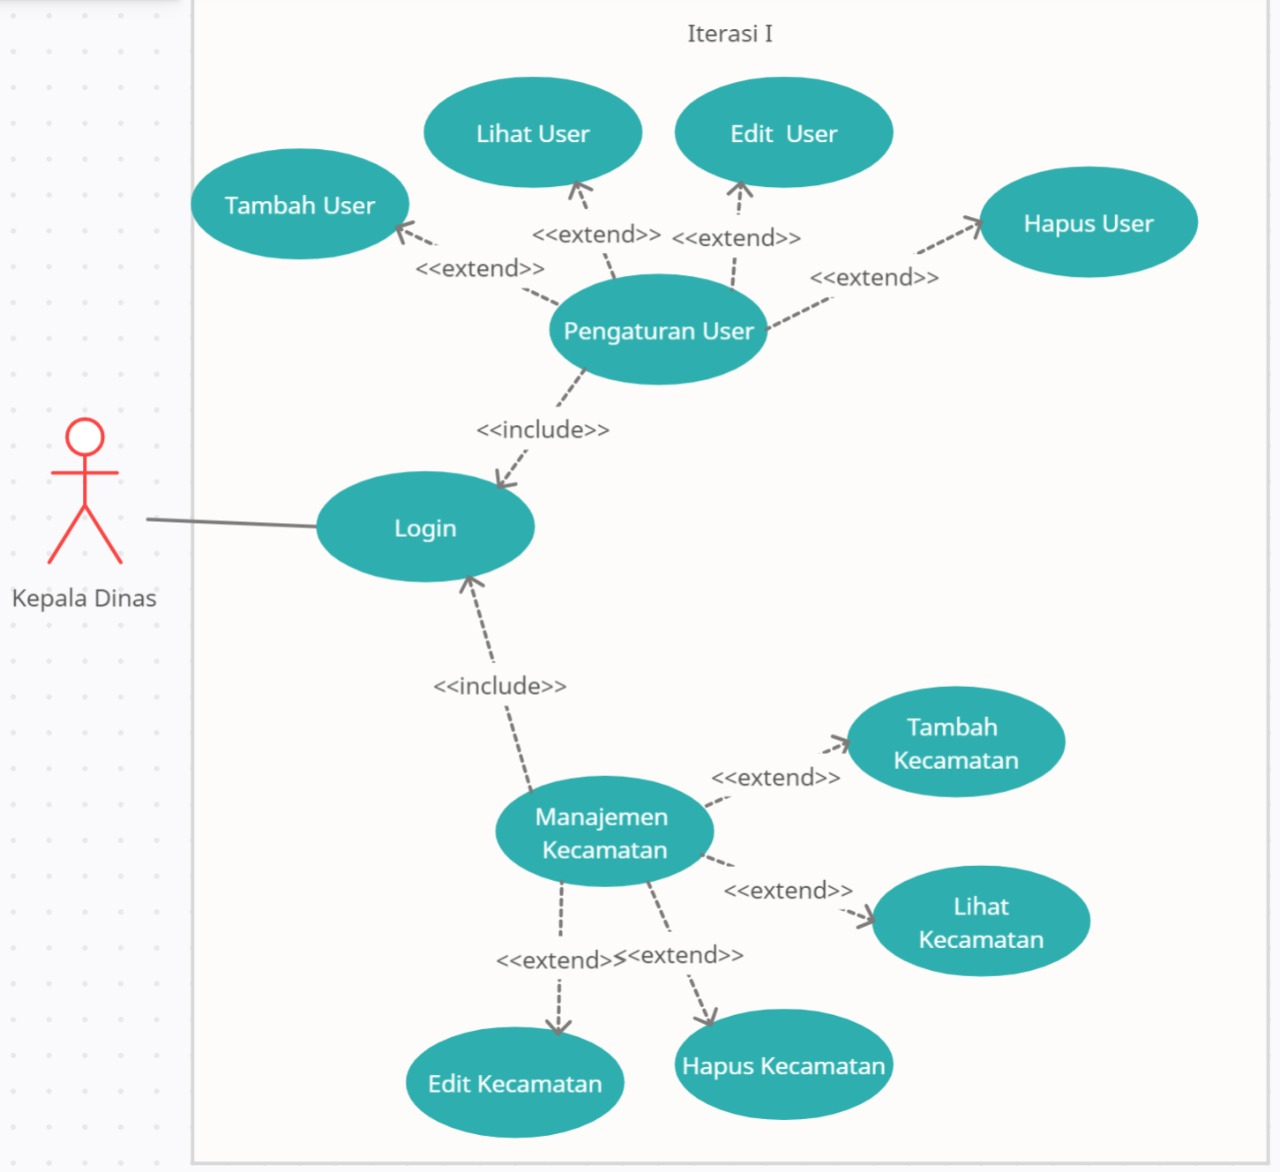 Iterasi I
Lihat User
Edit  User
Tambah User
Hapus User
<<extend>>
<<extend>>
<<extend>>
<<extend>>
Pengaturan User
<<include>>
Login
Kepala Dinas
<<include>>
Tambah
Kecamatan
<<extend>>
Manajemen
Kecamatan
<<extend>>
Lihat
Kecamatan
<<extend>>
<<extend>>
Edit Kecamatan
Hapus Kecamatan